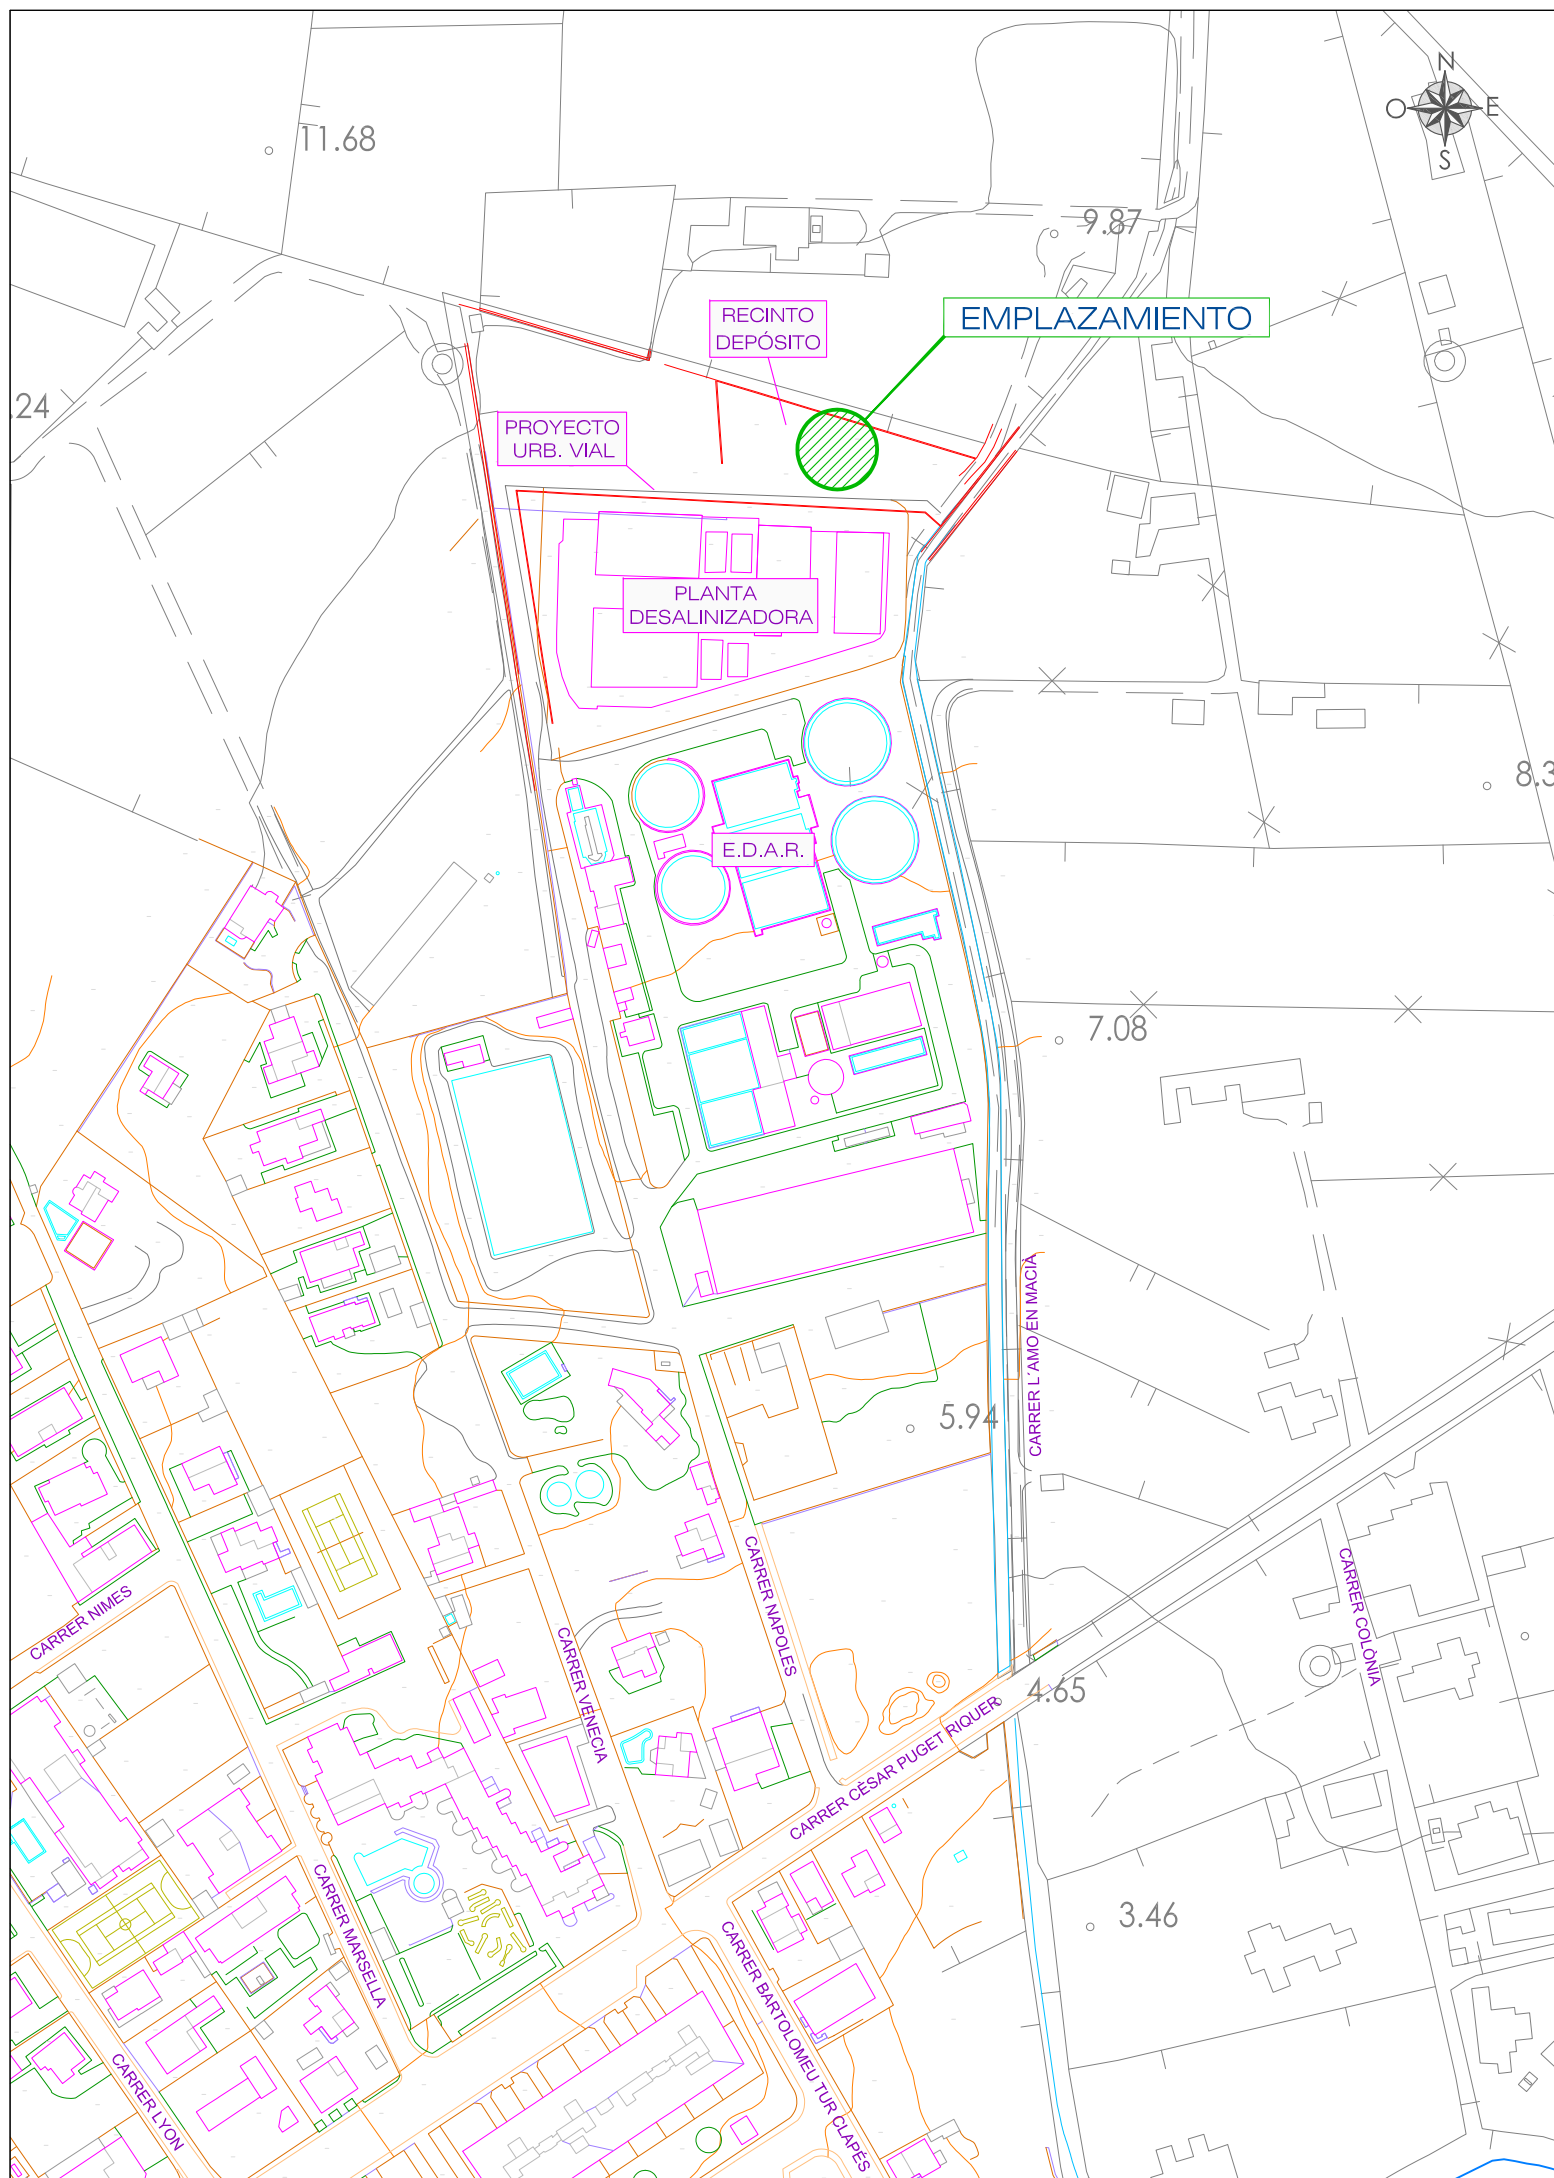 N
O
E
S
11.68
9.87
RECINTO
DEPÓSITO
EMPLAZAMIENTO
.24
PROYECTO
URB. VIAL
PLANTA
DESALINIZADORA
8.3
E.D.A.R.
7.08
CARRER L'AMO EN MACIÀ
5.94
CARRER NAPOLES
CARRER COLÒNIA
CARRER NIMES
CARRER VENECIA
4.65
CARRER CÈSAR PUGET RIQUER
CARRER MARSELLA
3.46
CARRER BARTOLOMEU TUR CLAPÉS
CARRER LYON